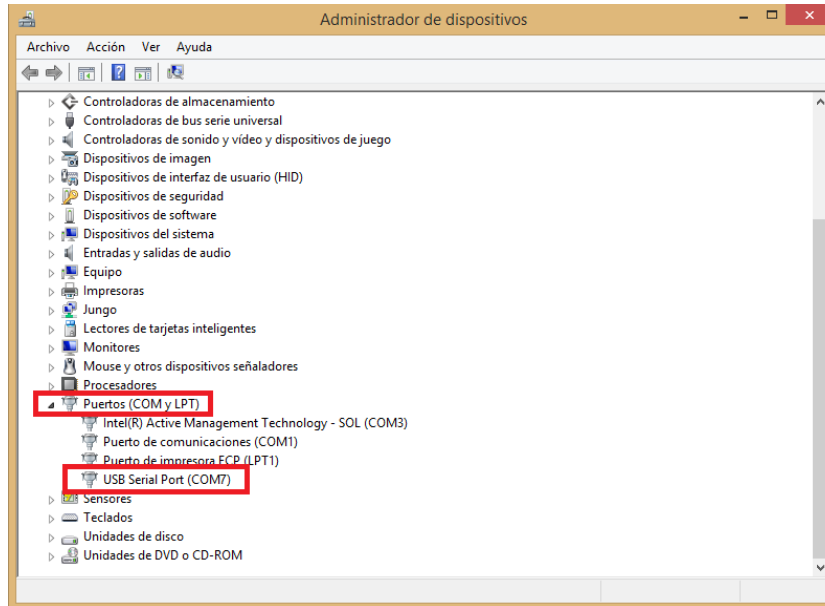 Administrador de dispositivos
Archivo Acción Ver Ayuda
Controladoras de almacenamiento
Controladoras de bus serie universal
Controladoras de sonido y vídeo y dispositivos de juego
Dispositivos de imagen
Dispositivos de interfaz de usuario (HID)
Dispositivos de seguridad
Dispositivos de software
Dispositivos del sistema
Entradas y salidas de audio
Equipo
Impresoras
Jungo
Lectores de tarjetas inteligentes
Monitores
Mouse y otros dispositivos señaladores
Procesadores
Puertos (COM y LPT)
Intel(R) Active Management Technology - SOL (COM3)
Puerto de comunicaciones (COM1)
Puerto de impresora ECP (LPT1)
USB Serial Port (COM7)
Sensores
Teclados
Unidades de disco
Unidades de DVD o CD-ROM